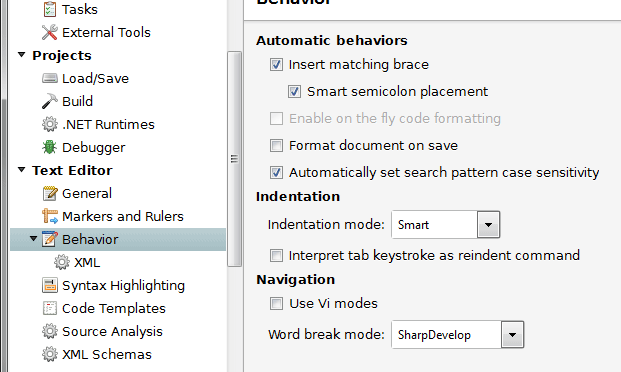 Tasks
External Tools
Projects
Load/Save
Build
.NET Runtimes
Debugger
Text Editor
General
Markers and Rulers
Behavior
XML
Syntax Highlighting
Code Templates
Source Analysis
XML Schemas
Behavior
Automatic behaviors
Insert matching brace
Smart semicolon placement
Enable on the fly code formatting
Format document on save
Automatically set search pattern case sensitivity
Indentation
Indentation mode: Smart
Interpret tab keystroke as reindent command
Navigation
Use Vi modes
Word break mode: SharpDevelop